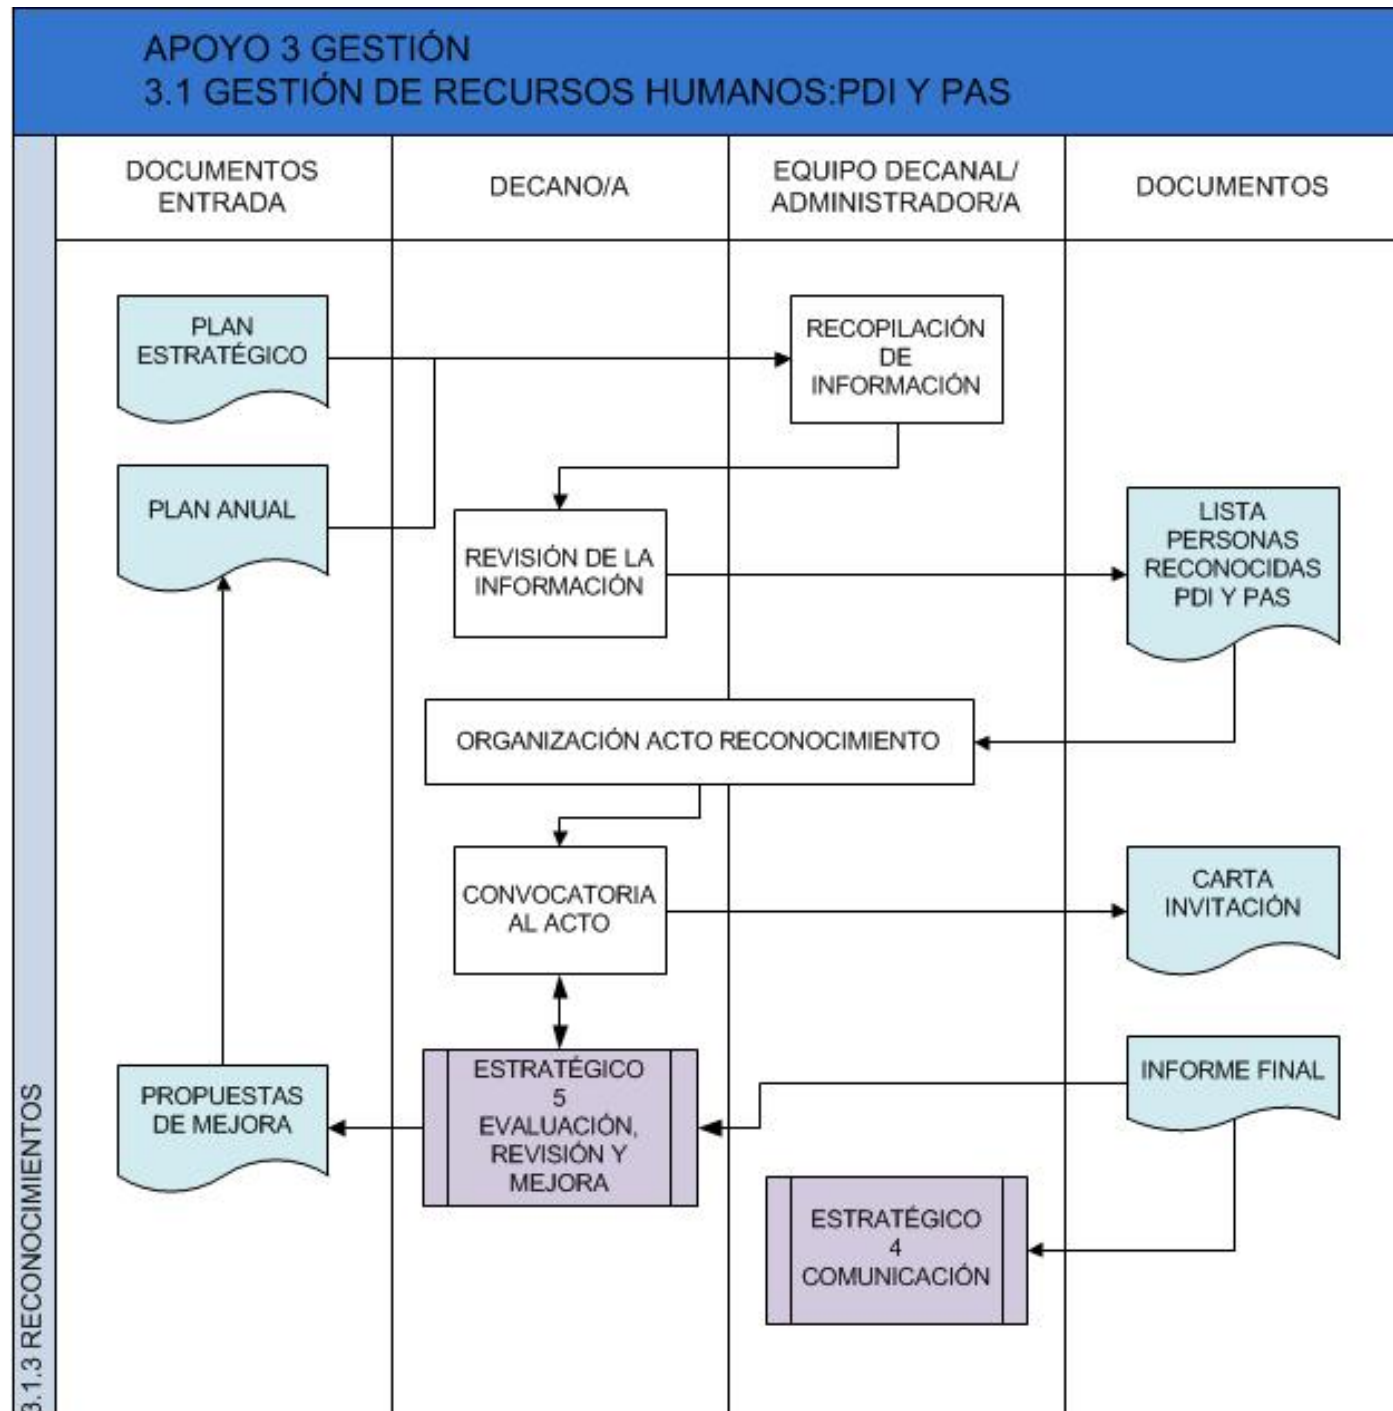 APOYO 3 GESTIÓN
3.1 GESTIÓN DE RECURSOS HUMANOS:PDI Y PAS
DOCUMENTOS
ENTRADA
DECANO/A
EQUIPO DECANAL/
ADMINISTRADOR/A
DOCUMENTOS
PLAN
ESTRATÉGICO
RECOPILACIÓN
DE
INFORMACIÓN
PLAN ANUAL
REVISIÓN DE LA
INFORMACIÓN
LISTA
PERSONAS
RECONOCIDAS
PDI Y PAS
ORGANIZACIÓN ACTO RECONOCIMIENTO
CONVOCATORIA
AL ACTO
CARTA
INVITACIÓN
ESTRATÉGICO
5
EVALUACIÓN,
REVISIÓN Y
MEJORA
INFORME FINAL
PROPUESTAS
DE MEJORA
ESTRATÉGICO
4
COMUNICACIÓN
3.1.3 RECONOCIMIENTOS